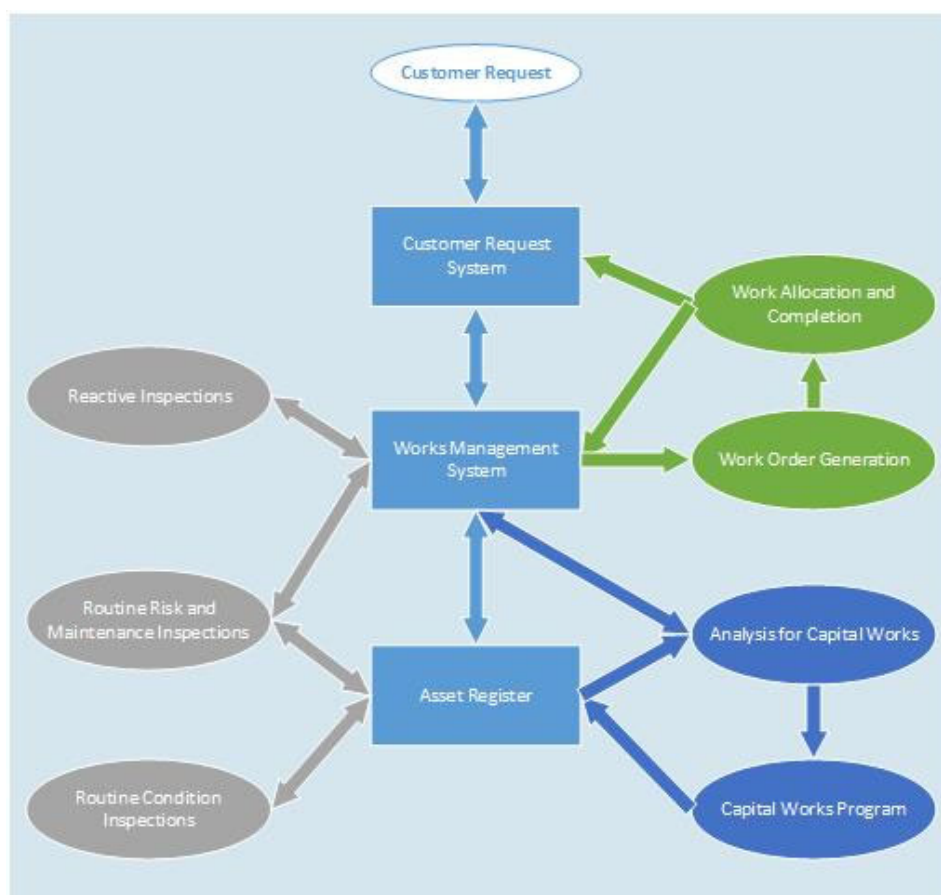 Customer Request
Customer Request
System
Work Allocation and
Completion
Reactive Inspections
Works Management
System
Work Order Generation
Routine Risk and
Maintenance Inspections
Analysis for Capital Works
Asset Register
Routine Condition
Inspections
Capital Works Program